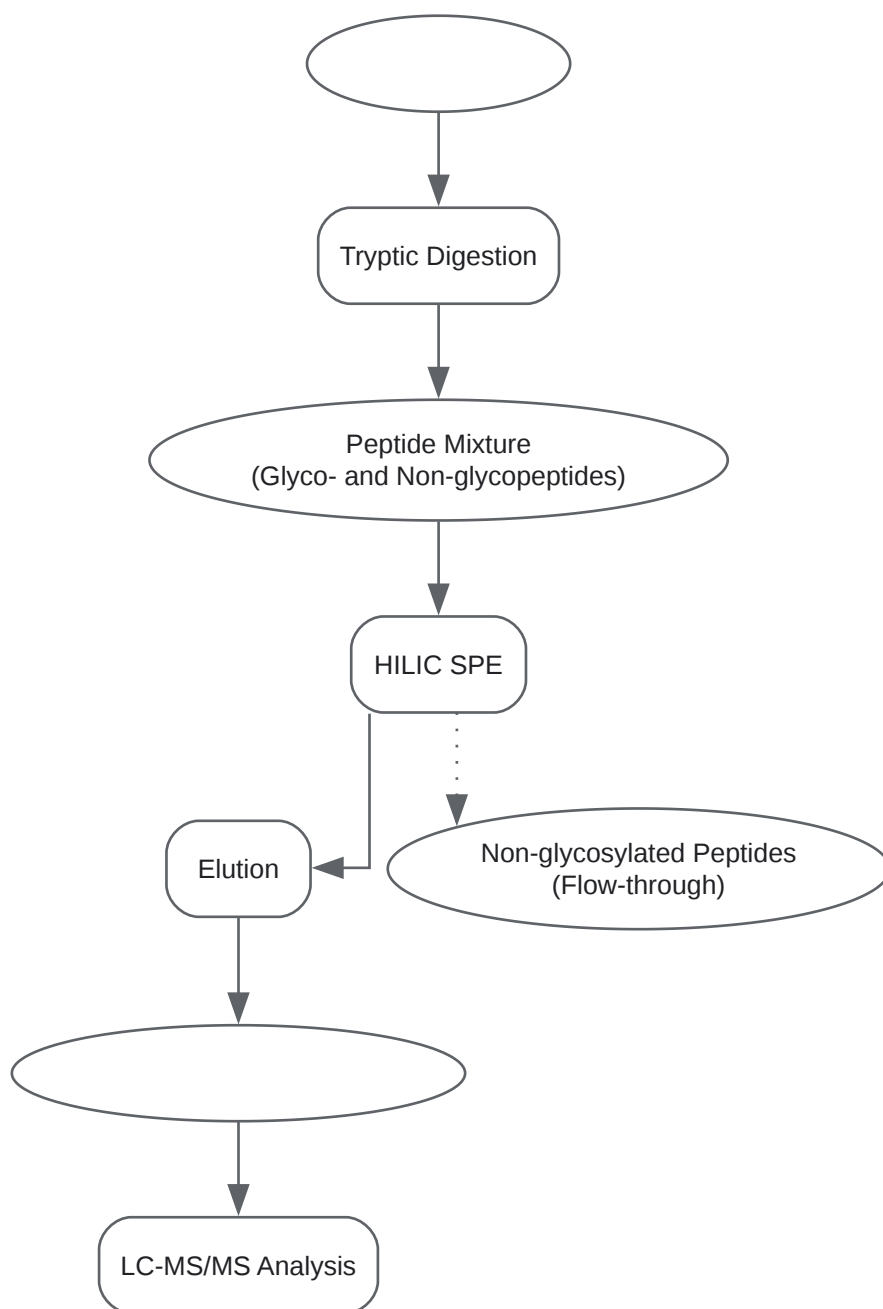 Tryptic Digestion
Peptide Mixture
(Glyco- and Non-glycopeptides)
HILIC SPE
Elution
Non-glycosylated Peptides
(Flow-through)
LC-MS/MS Analysis